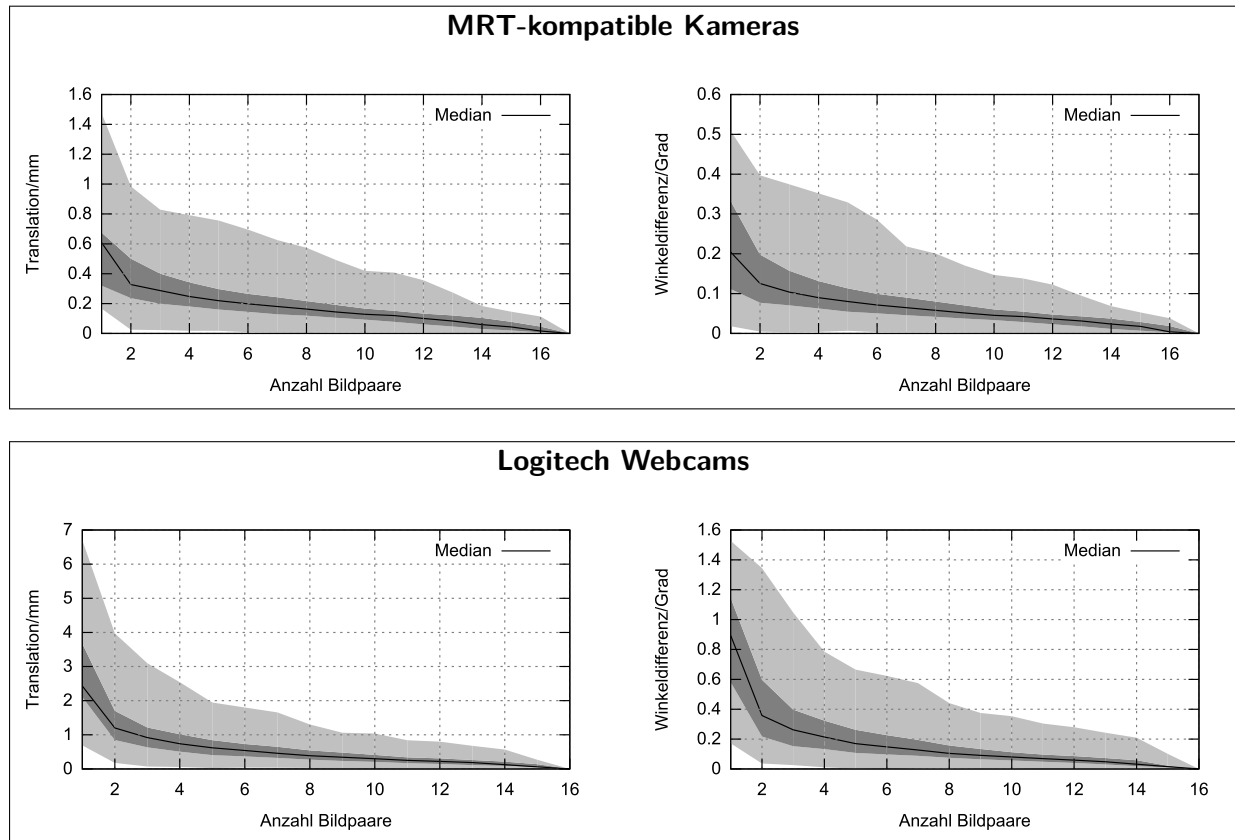 MRT-kompatible Kameras
Translation/mm
1.6
1.4
1.2
1
0.8
0.6
0.4
0.2
0
Median
2 4 6 8 10 12 14 16
Anzahl Bildpaare
Winkeldifferenz/Grad
0.6
0.5
0.4
0.3
0.2
0.1
0
Median
2 4 6 8 10 12 14 16
Anzahl Bildpaare
Logitech Webcams
Translation/mm
7
6
5
4
3
2
1
0
Median
2 4 6 8 10 12 14 16
Anzahl Bildpaare
Winkeldifferenz/Grad
1.6
1.4
1.2
1
0.8
0.6
0.4
0.2
0
Median
2 4 6 8 10 12 14 16
Anzahl Bildpaare